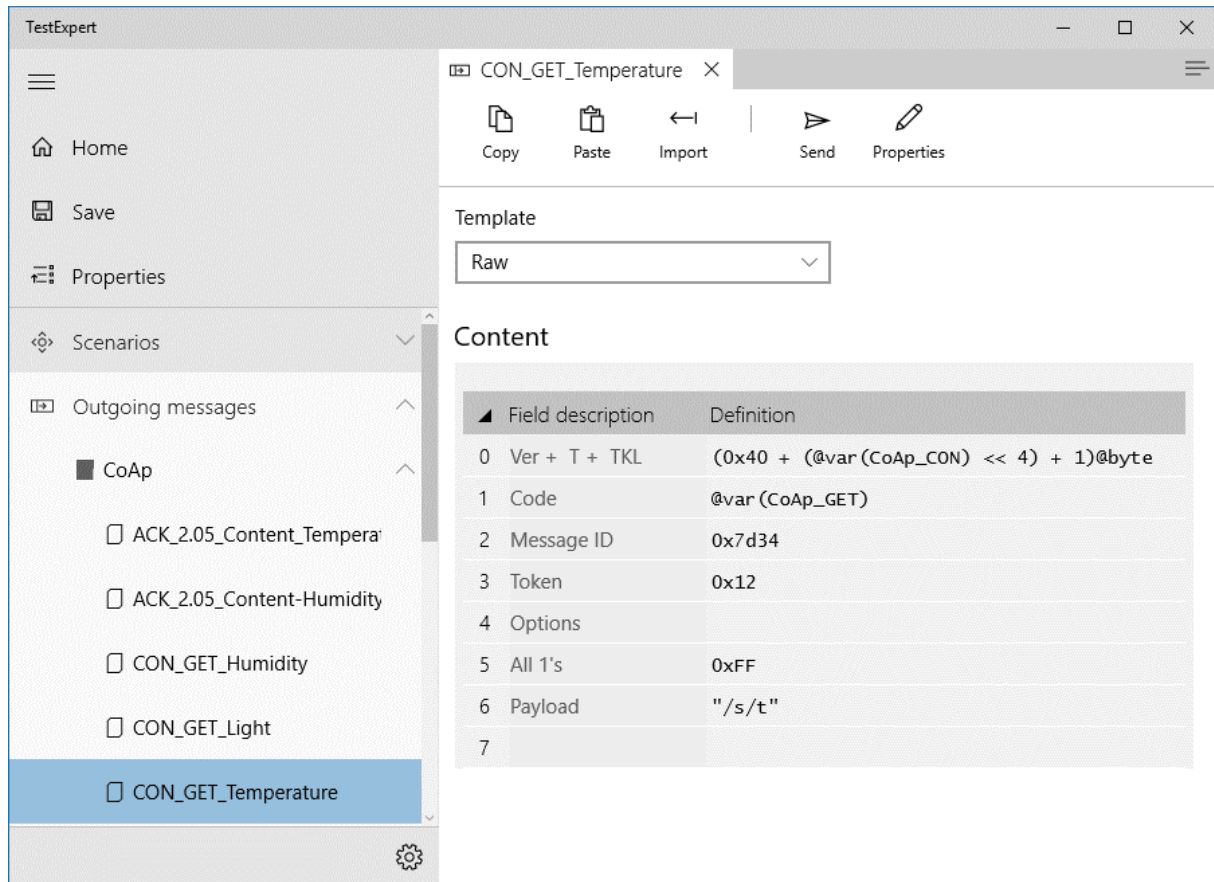 TestExpert
Home
Save
Properties
Scenarios
Outgoing messages
CoAp
ACK_2.05_Content_Tempera
ACK_2.05_Content-Humidity
CON_GET_Humidity
CON_GET_Light
CON_GET_Temperature
CON_GET_Temperature
Copy Paste Import Send Properties
Template
Raw
Content
Field description Definition
0 Ver + T + TKL (0x40 + (@var(CoAp_CON) << 4) + 1)@byte
1 Code @var(CoAp_GET)
2 Message ID 0x7d34
3 Token 0x12
4 Options
5 All 1's 0xFF
6 Payload "/s/t"
7